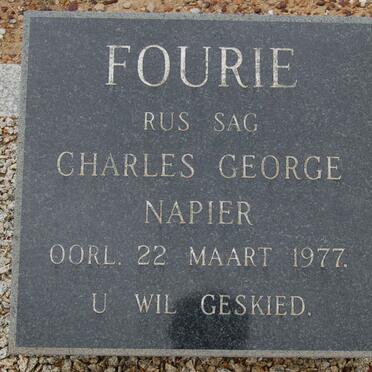 FOURIE
RUS SAG
CHARLES GEORGE
NAPIER
OORL. 22 MAART 1977.
U WIL GESKIED.